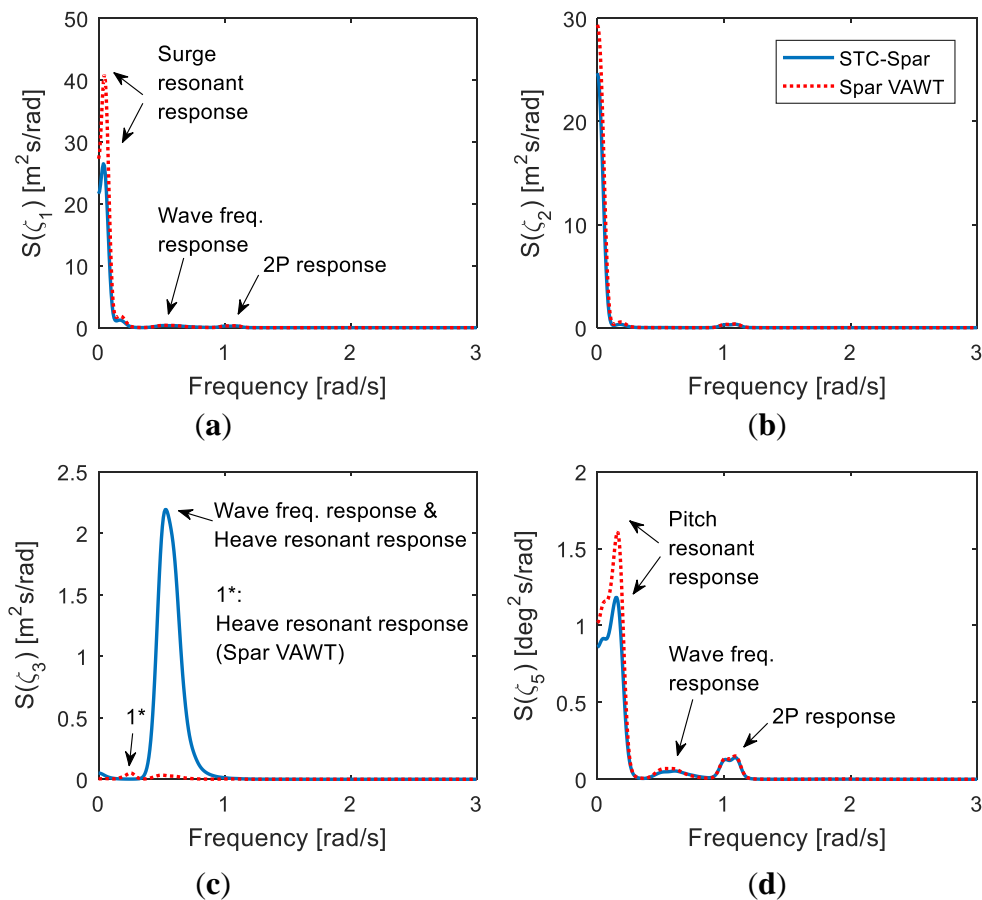 50
40
30
20
10
0
S(ζ1) [m2s/rad]
Surge
resonant
response
Wave freq.
response
2P response
0 1 2 3
Frequency [rad/s]
(a)
30
20
10
0
S(ζ2) [m2s/rad]
STC-Spar
Spar VAWT
0 1 2 3
Frequency [rad/s]
(b)
2.5
2
1.5
1
0.5
0
S(ζ3) [m2s/rad]
Wave freq. response &
Heave resonant response
1*:
Heave resonant response
(Spar VAWT)
1*
0 1 2 3
Frequency [rad/s]
(c)
2
1.5
1
0.5
0
S(ζ5) [deg2s/rad]
Pitch
resonant
response
Wave freq.
response
2P response
0 1 2 3
Frequency [rad/s]
(d)